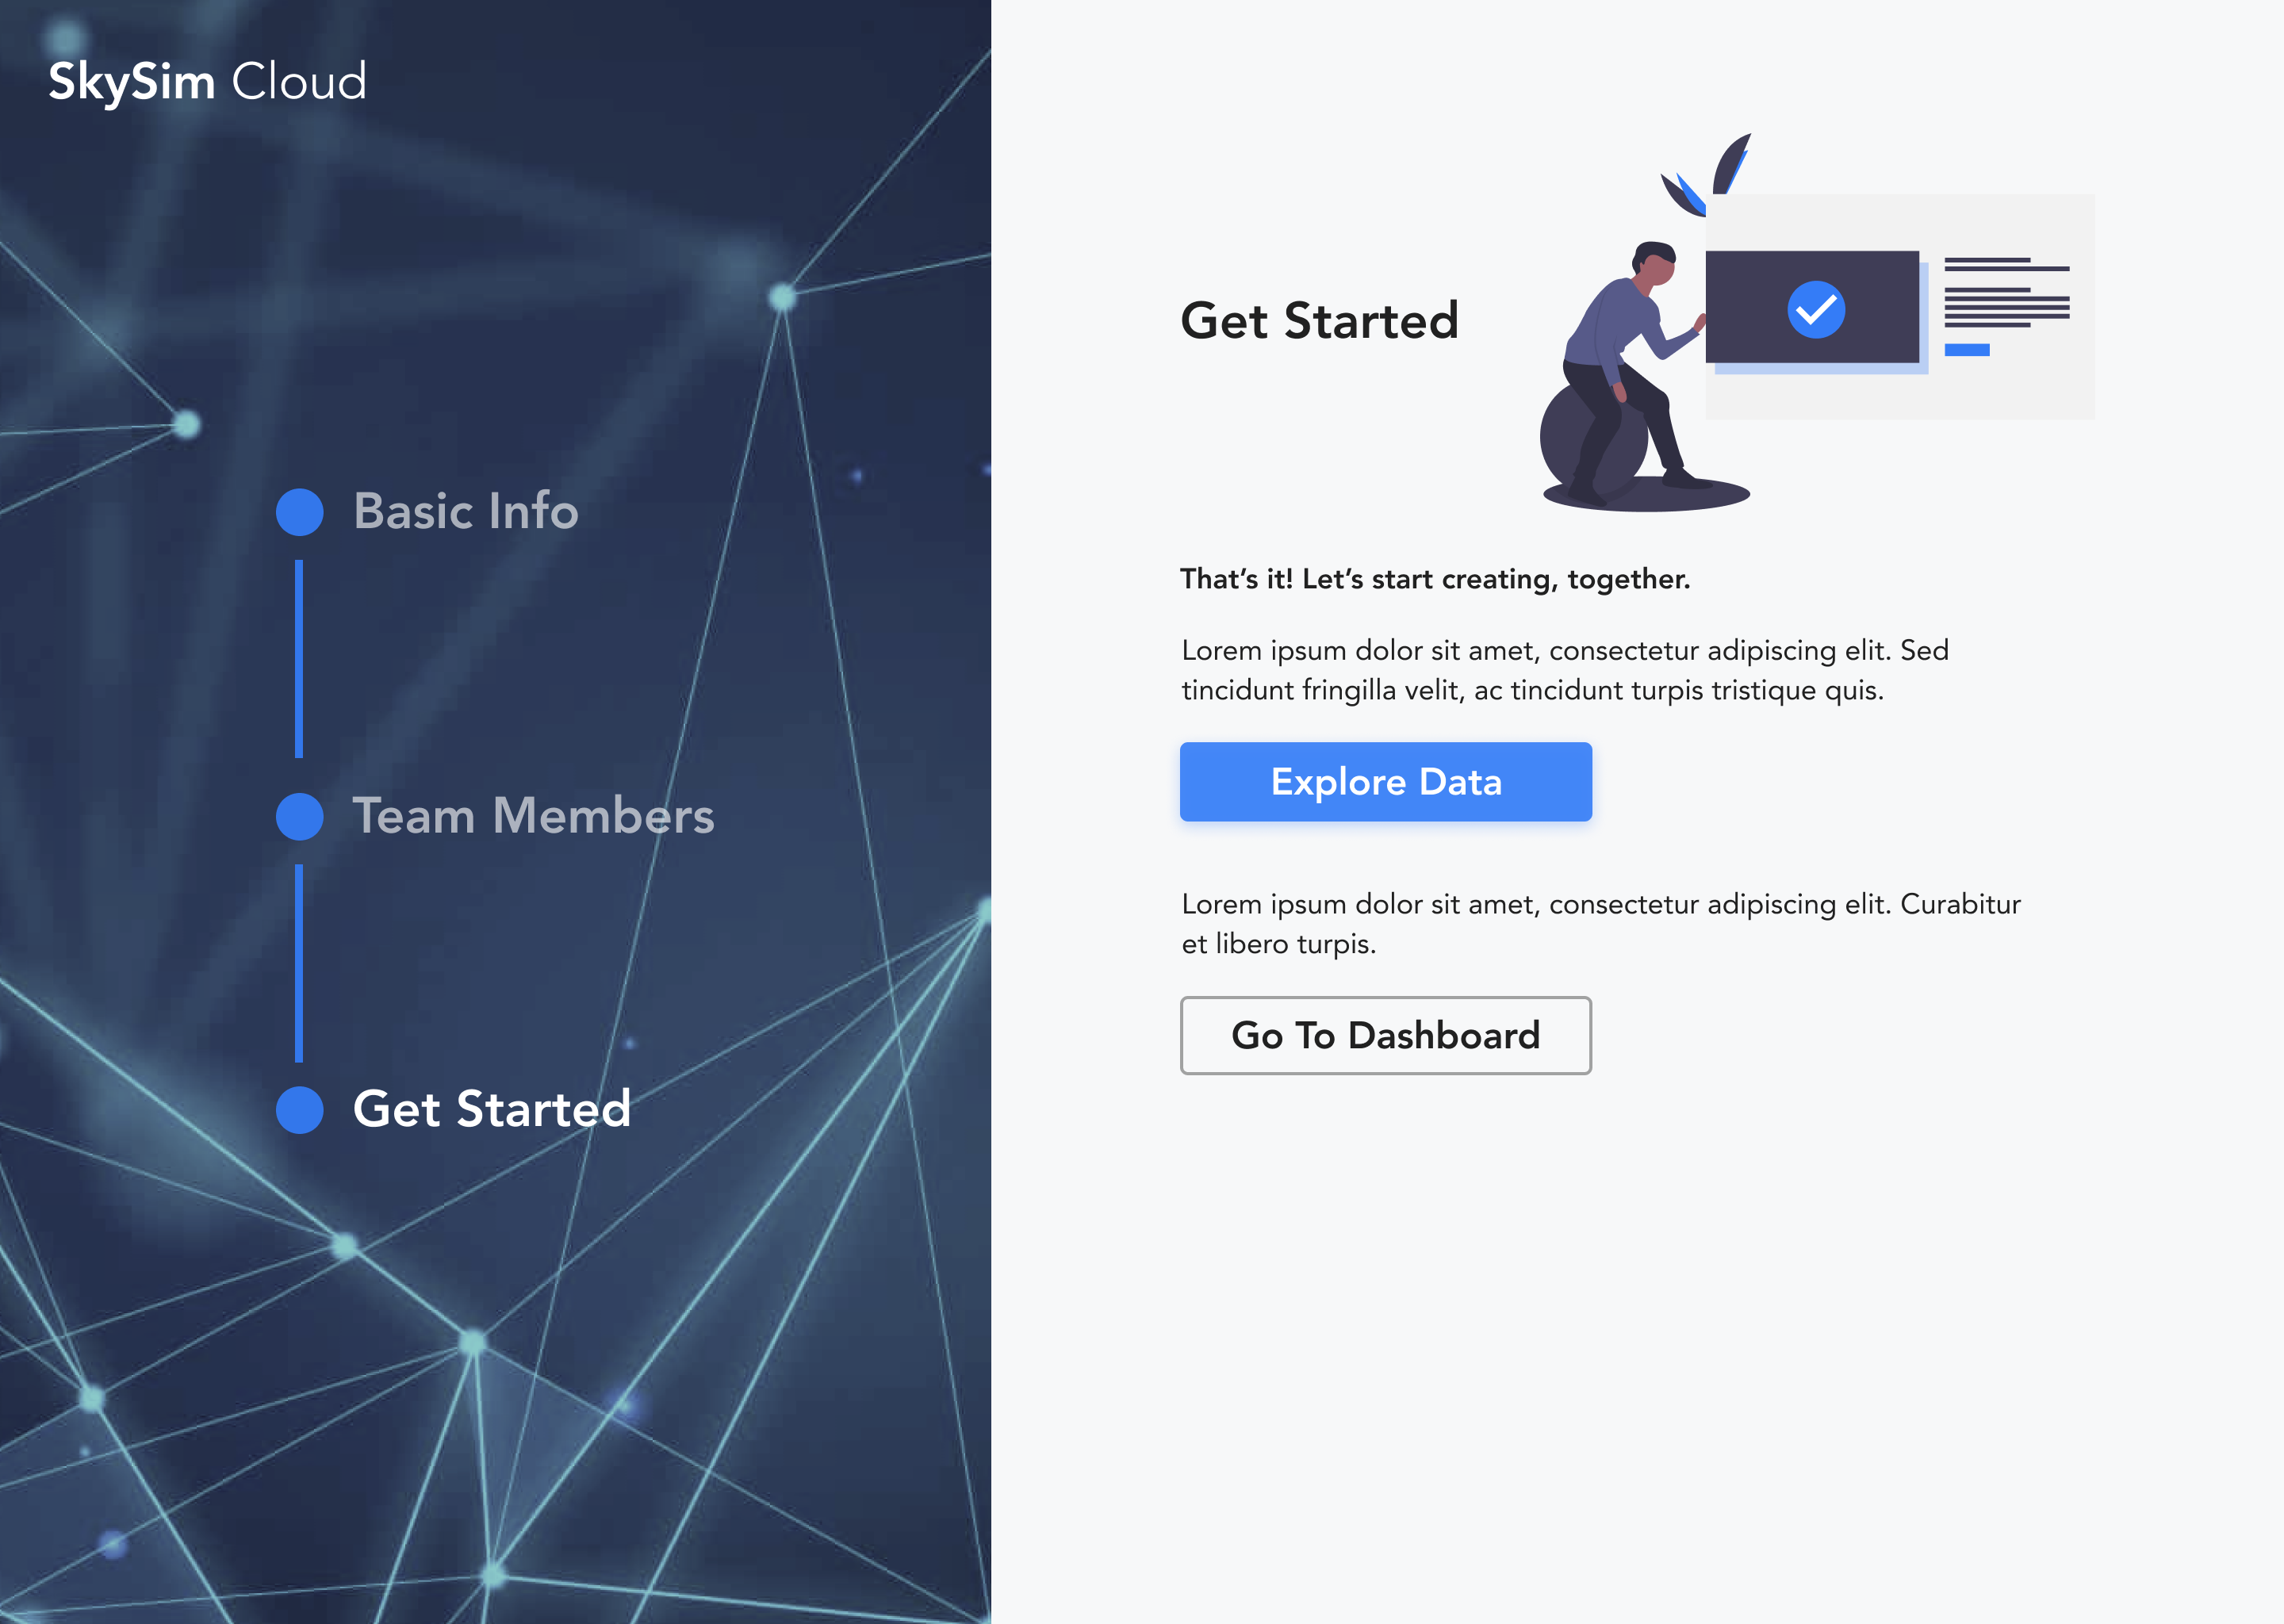 SkySim Cloud
Basic Info
Team Members
Get Started
Get Started
That’s it! Let’s start creating, together.
Lorem ipsum dolor sit amet, consectetur adipiscing elit. Sed
tincidunt fringilla velit, ac tincidunt turpis tristique quis.
Explore Data
Lorem ipsum dolor sit amet, consectetur adipiscing elit. Curabitur
et libero turpis.
Go To Dashboard